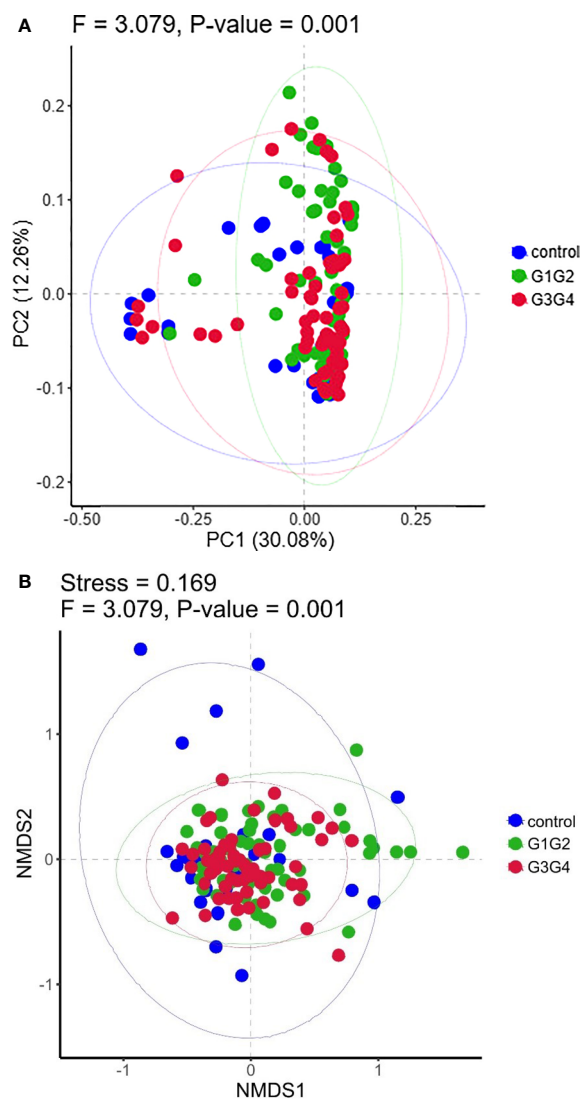 A
F = 3.079, P-value = 0.001
0.2
0.1
0.0
-0.1
-0.2
PC2 (12.26%)
-0.50
-0.25
0.00
0.25
PC1 (30.08%)
control
G1G2
G3G4
B
Stress = 0.169
F = 3.079, P-value = 0.001
1
0
-1
NMDS2
-1
0
1
NMDS1
control
G1G2
G3G4